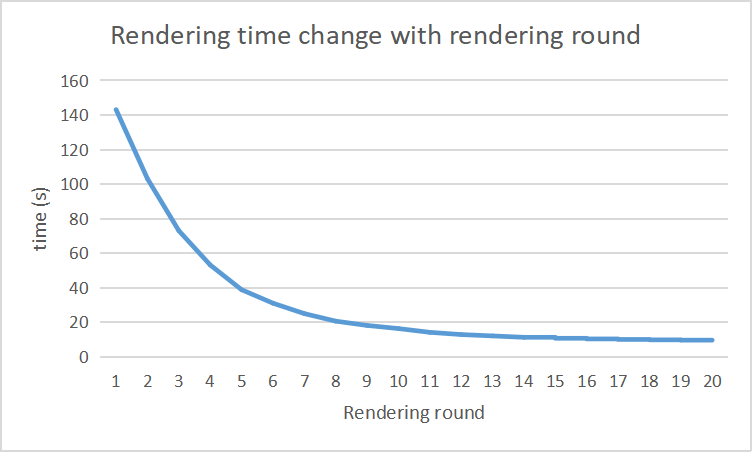 Rendering time change with rendering round
160
140
120
100
80
60
40
20
0
time (s)
1 2 3 4 5 6 7 8 9 10 11 12 13 14 15 16 17 18 19 20
Rendering round